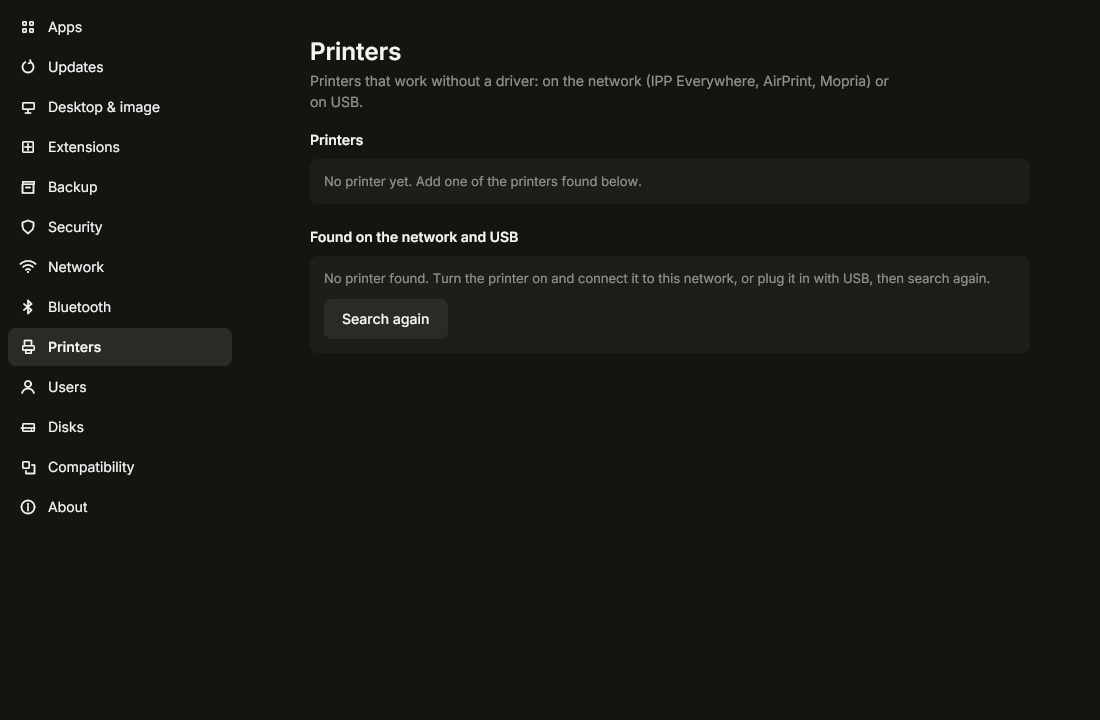 Apps
Updates
Desktop & image
Extensions
Backup
Security
Network
Bluetooth
Printers
Users
Disks
Compatibility
About
Printers
Printers that work without a driver: on the network (IPP Everywhere, AirPrint, Mopria) or
on USB.
Printers
No printer yet. Add one of the printers found below.
Found on the network and USB
No printer found. Turn the printer on and connect it to this network, or plug it in with USB, then search again.
Search again